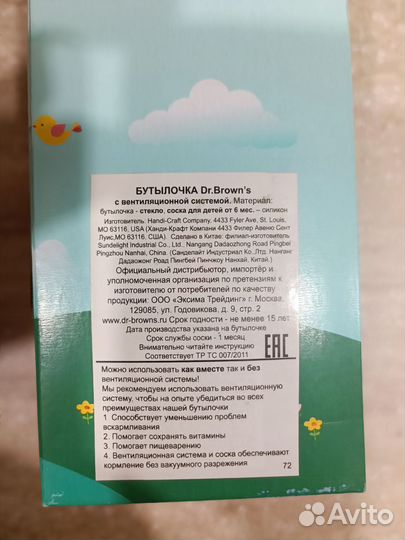 БУТЫЛОЧКА Dr.Brown's
с вентиляционной системой. Материал:
бутылочка - стекло, соска для детей от 6 мес. – силикон
Изготовитель: Handi-Craft Company, 4433 Fyler Ave, St. Louis,
MO 63116, USA (Ханди-Крафт Компани 4433 Филер Авеню Сент
Луис,МО 63116, США). Сделано в Китае: филиал-изготовитель
Sundelight Industrial Co., Ltd. Nangang Dadaozhong Road Pingbei
Pingzhou Nanhai, China. (Санделайт Индустриел Ко.,Лтд. Нанганг
Дадаожонг Роад Пингбей Пинчжоу Нанхай, Китай.)
Официальный дистрибьютор, импортёр и
уполномоченная организация по претензиям к
изготовителю от потребителей по качеству
продукции: ООО «Эксима Трейдинг» г. Москва.
129085, ул. Годовикова, д. 9, стр. 2
www.dr-browns.ru Срок годности - не менее 15 лет
Дата производства указана на бутылочке
Срок службы соски - 1 месяц
Внимательно читайте инструкцию
Соответствует ТР ТС 007/2011
EAC
Можно использовать как вместе так и без
вентиляционной системы!
Мы рекомендуем использовать вентиляционную
систему, чтобы на опыте убедиться во всех
преимуществах нашей бутылочки
1 Способствует уменьшению проблем
вскармливания
2. Помогает сохранять витамины
3. Помогает пищеварению
4. Вентиляционная система и соска обеспечивают
кормление без вакуумного разрежения
72
Avito